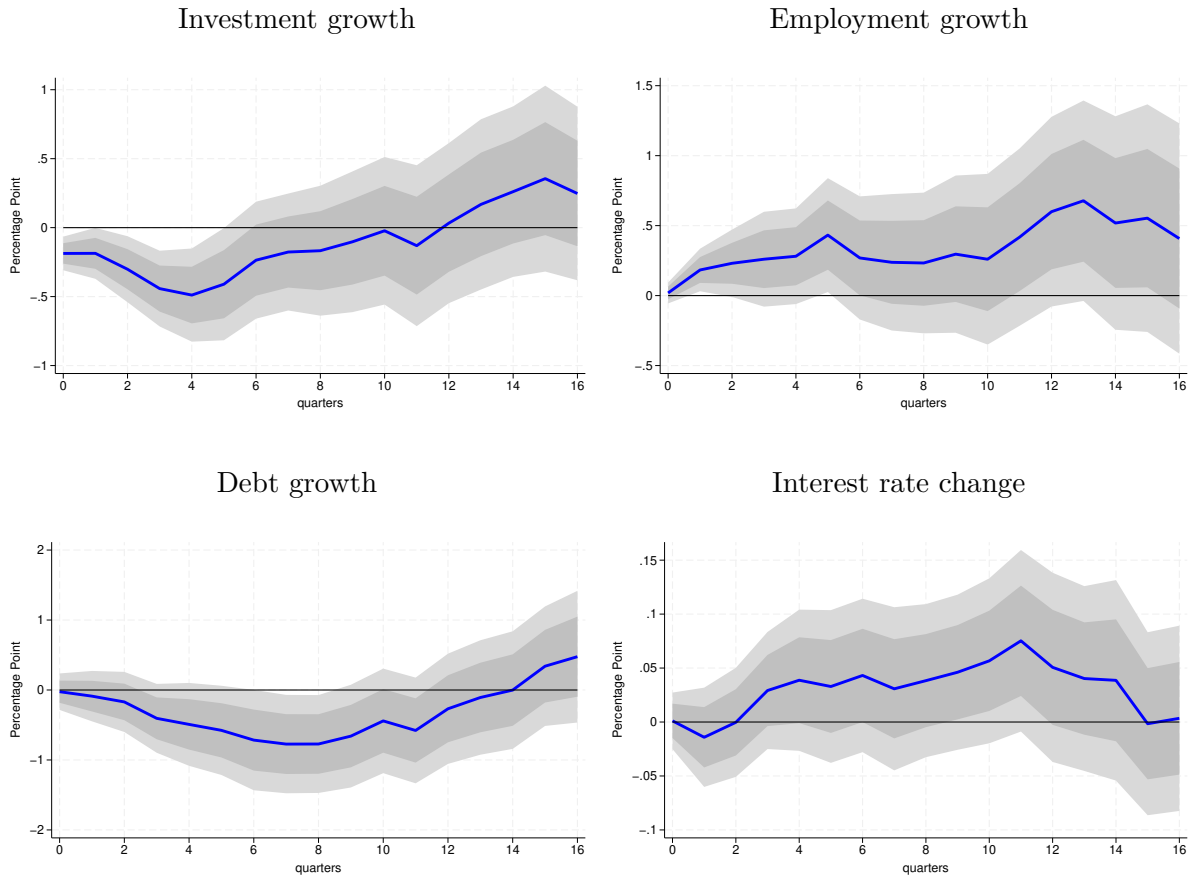 Investment growth
Percentage Point
1
.5
0
−.5
−1
0 2 4 6 8 10 12 14 16
quarters
Employment growth
Percentage Point
1.5
1
.5
0
−.5
0 2 4 6 8 10 12 14 16
quarters
Debt growth
Percentage Point
2
1
0
−1
−2
0 2 4 6 8 10 12 14 16
quarters
Interest rate change
Percentage Point
.15
.1
.05
0
−.05
−.1
0 2 4 6 8 10 12 14 16
quarters